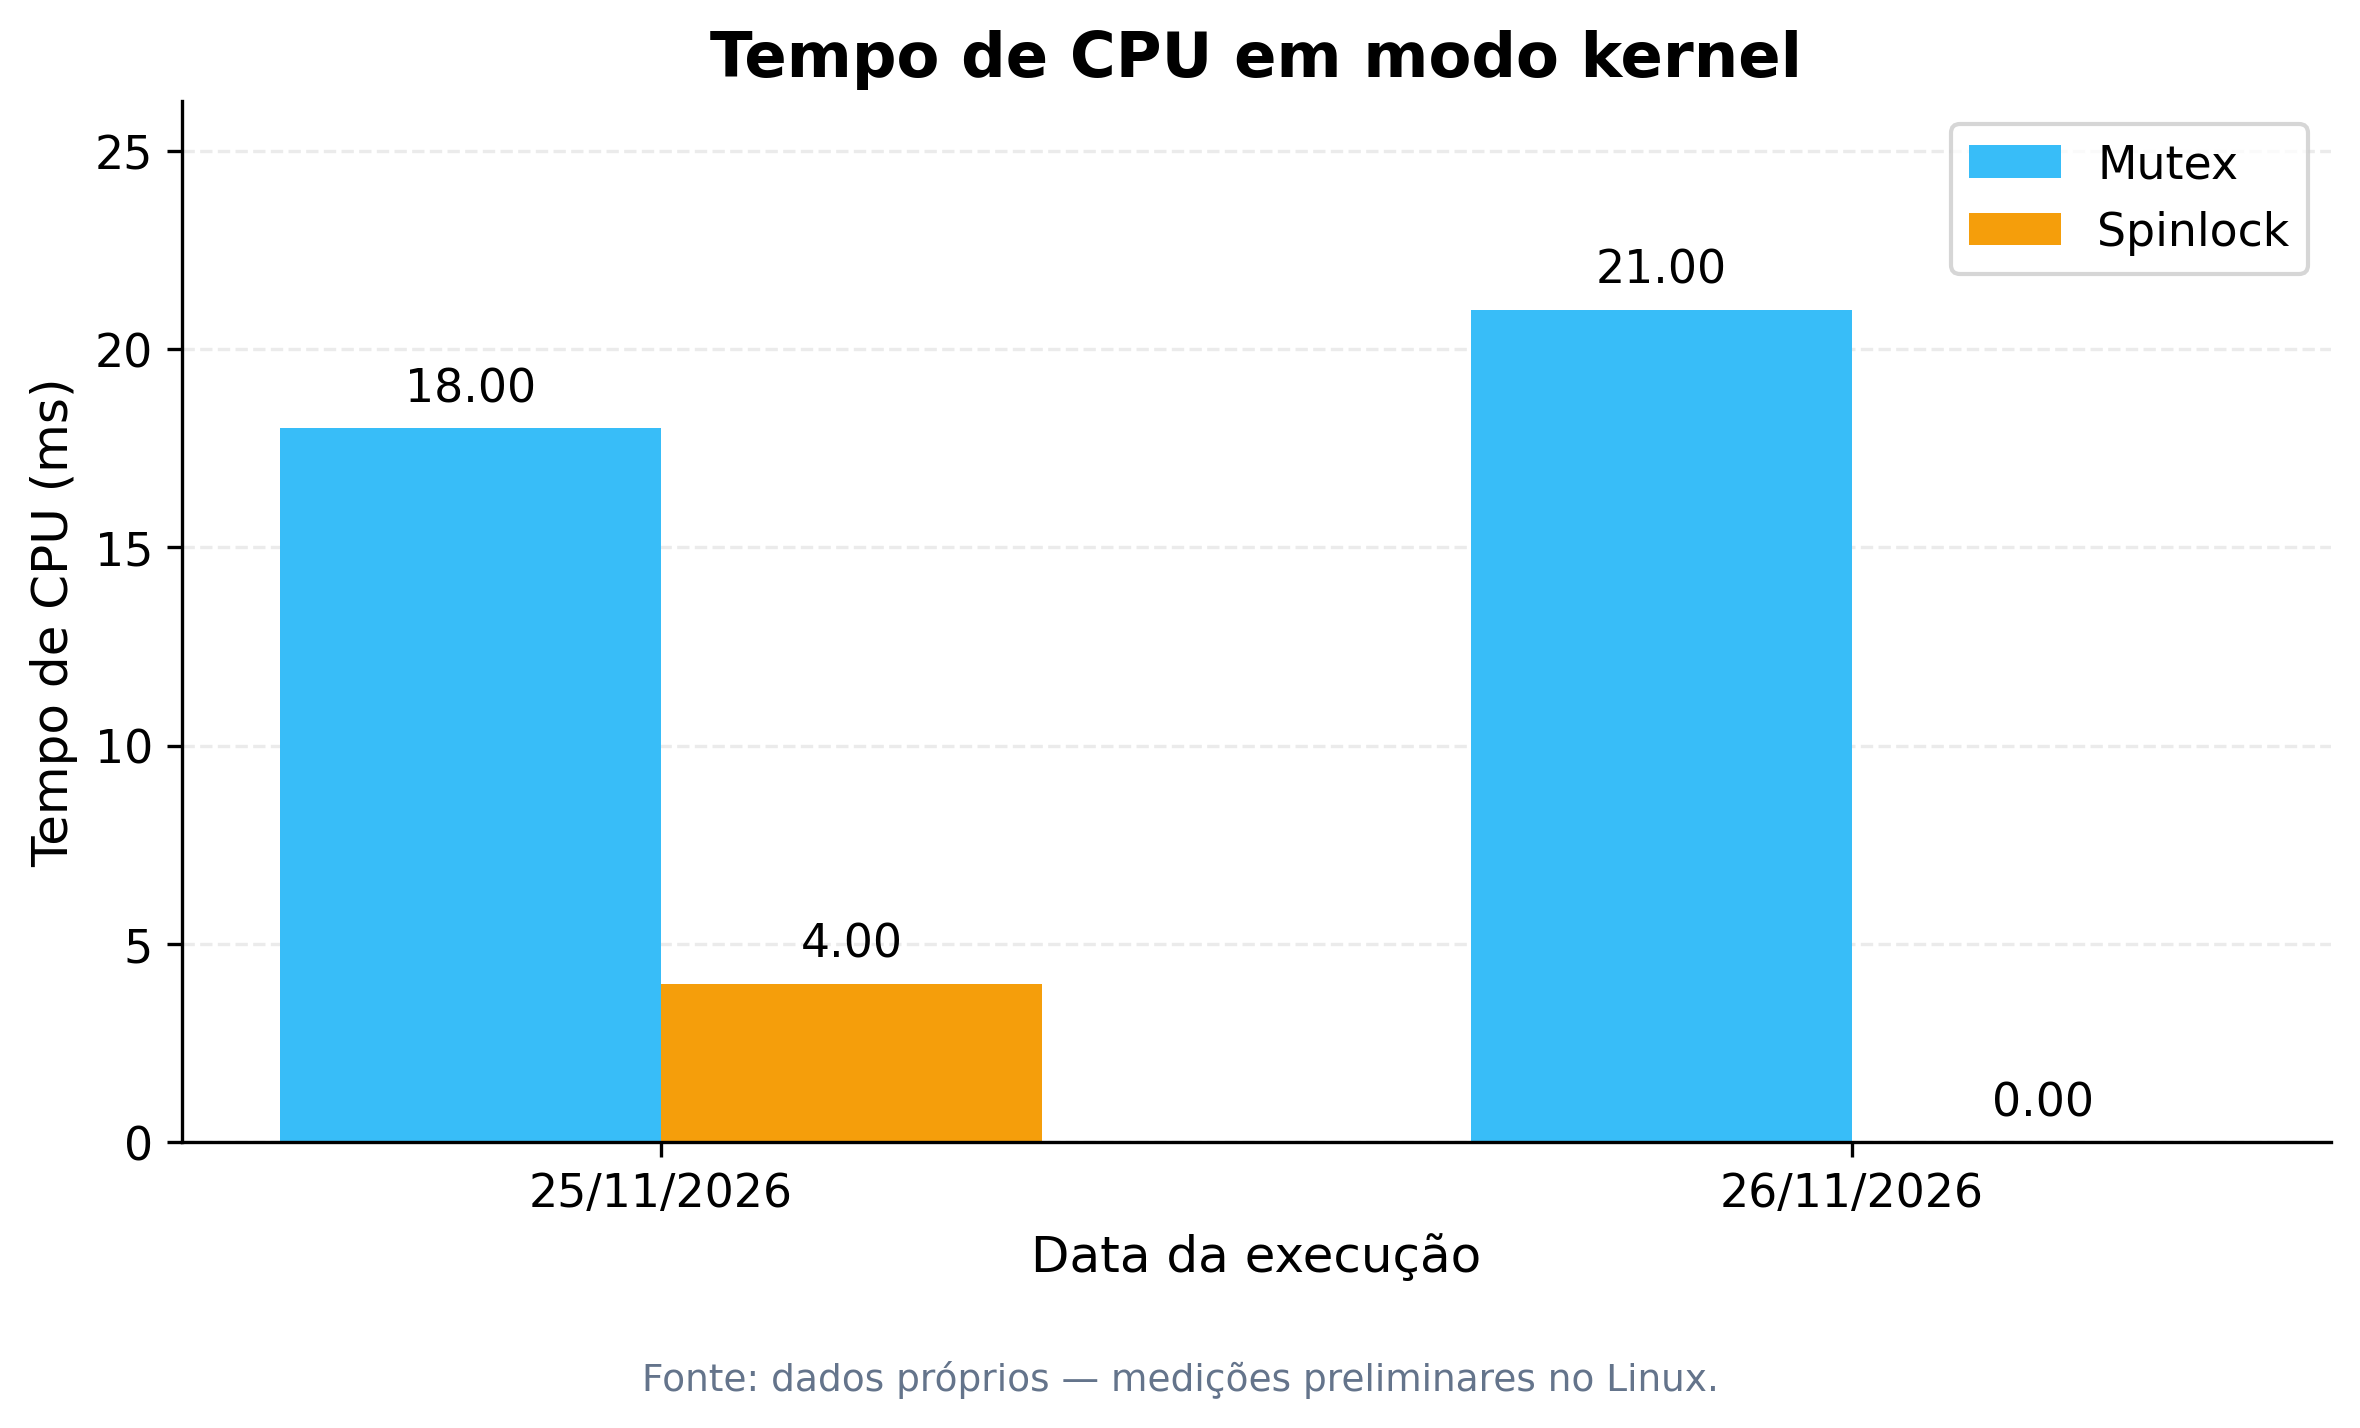 Tempo de CPU em modo kernel
Tempo de CPU (ms)
25
20
15
10
5
0
Mutex
Spinlock
18.00
4.00
21.00
0.00
25/11/2026
26/11/2026
Data da execução
Fonte: dados próprios — medições preliminares no Linux.